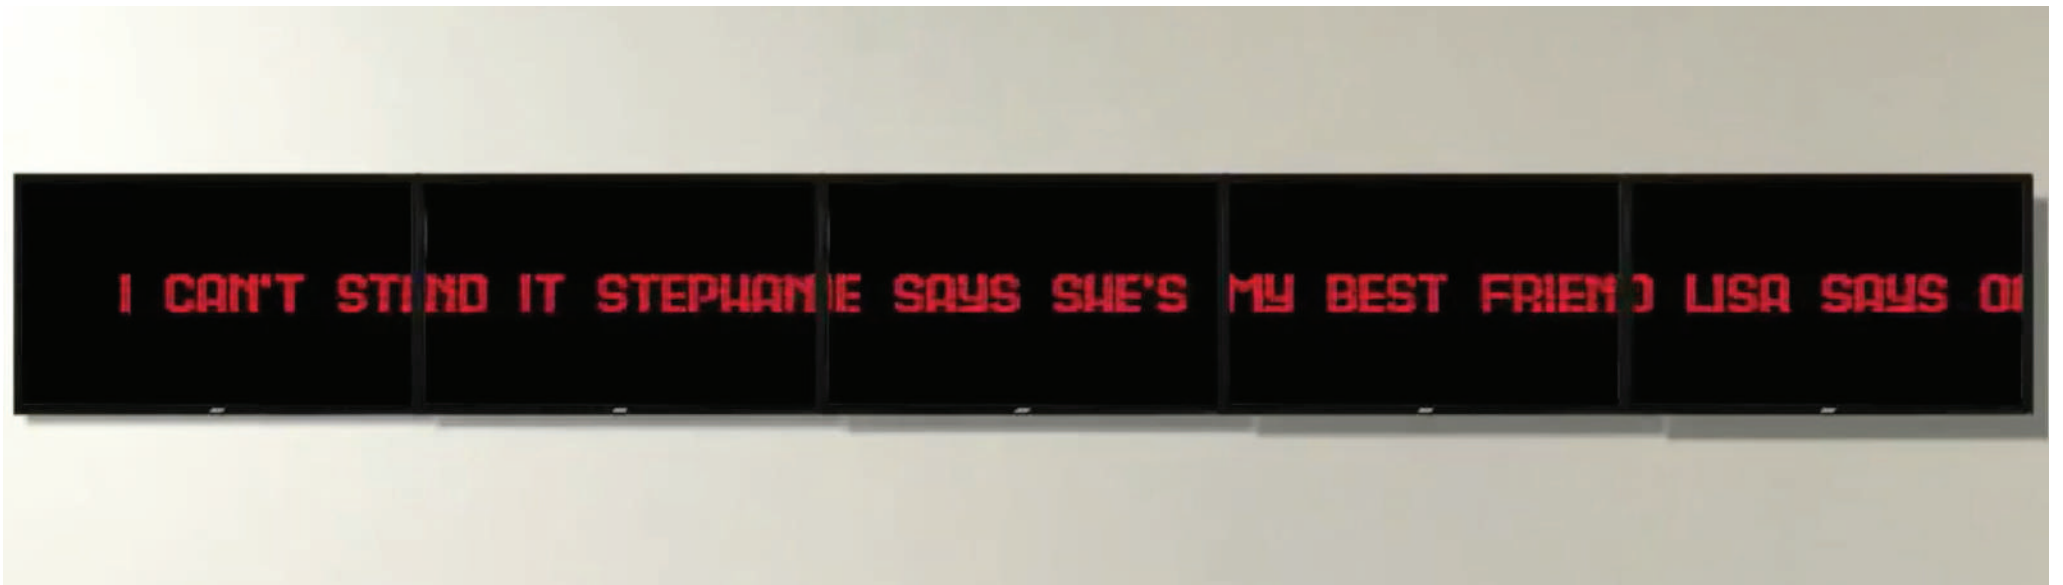 I CAN'T STAND IT STEPHANIE SAYS SHE'S MY BEST FRIEND LISA SAYS